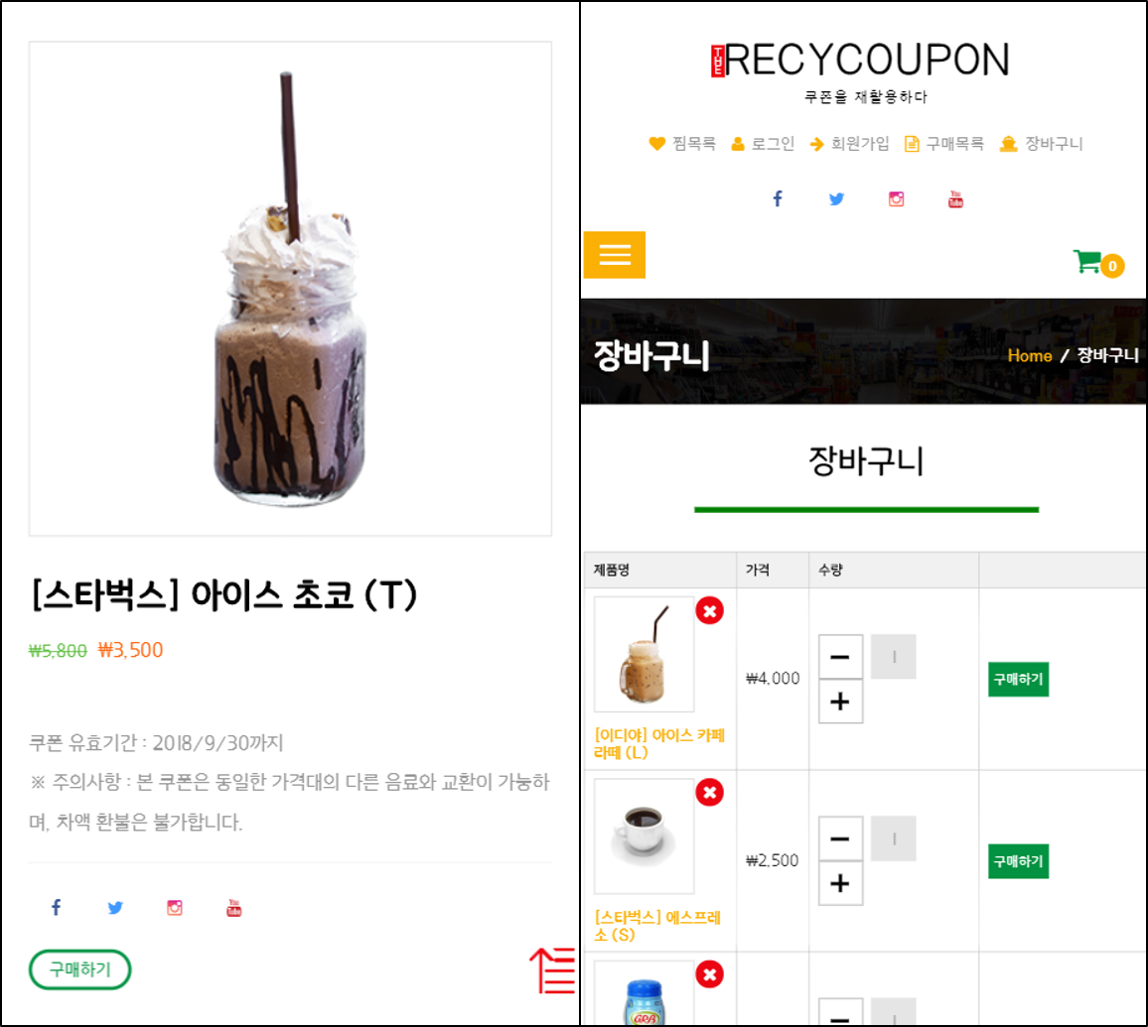 [스타벅스] 아이스 초코 (T)
₩5,800 ₩3,500
쿠폰 유효기간 : 2018/9/30까지
※ 주의사항 : 본 쿠폰은 동일한 가격대의 다른 음료와 교환이 가능하
며, 차액 환불은 불가합니다.
You Tube
구매하기
THE RECYCOUPON
쿠폰을 재활용하다
찜목록 로그인 회원가입 구매목록 장바구니
You Tube
0
장바구니
Home / 장바구니
장바구니
제품명 가격 수량
₩4,000 1 구매하기
[이디야] 아이스 카페
라떼 (L)
₩2,500 1 구매하기
[스타벅스] 에스프레
소 (S)